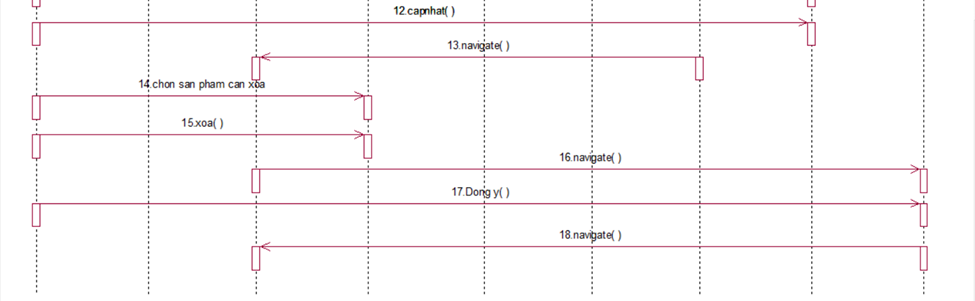 12.capnhat( )
13.navigate( )
14.chon san pham can xoa
15.xoa( )
16.navigate( )
17.Dong y( )
18.navigate( )